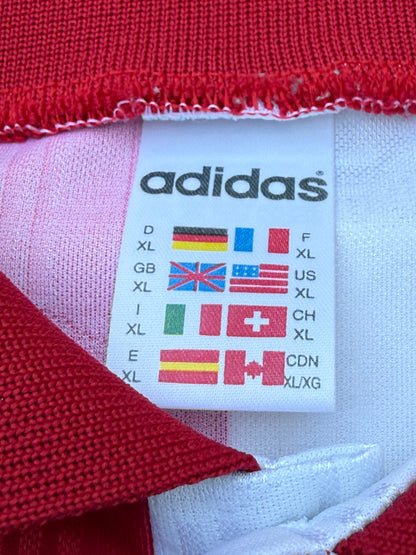 adidas®
D F
XL XL
GB US
XL XL
I CH
XL XL
E CDN
XL XL/XG